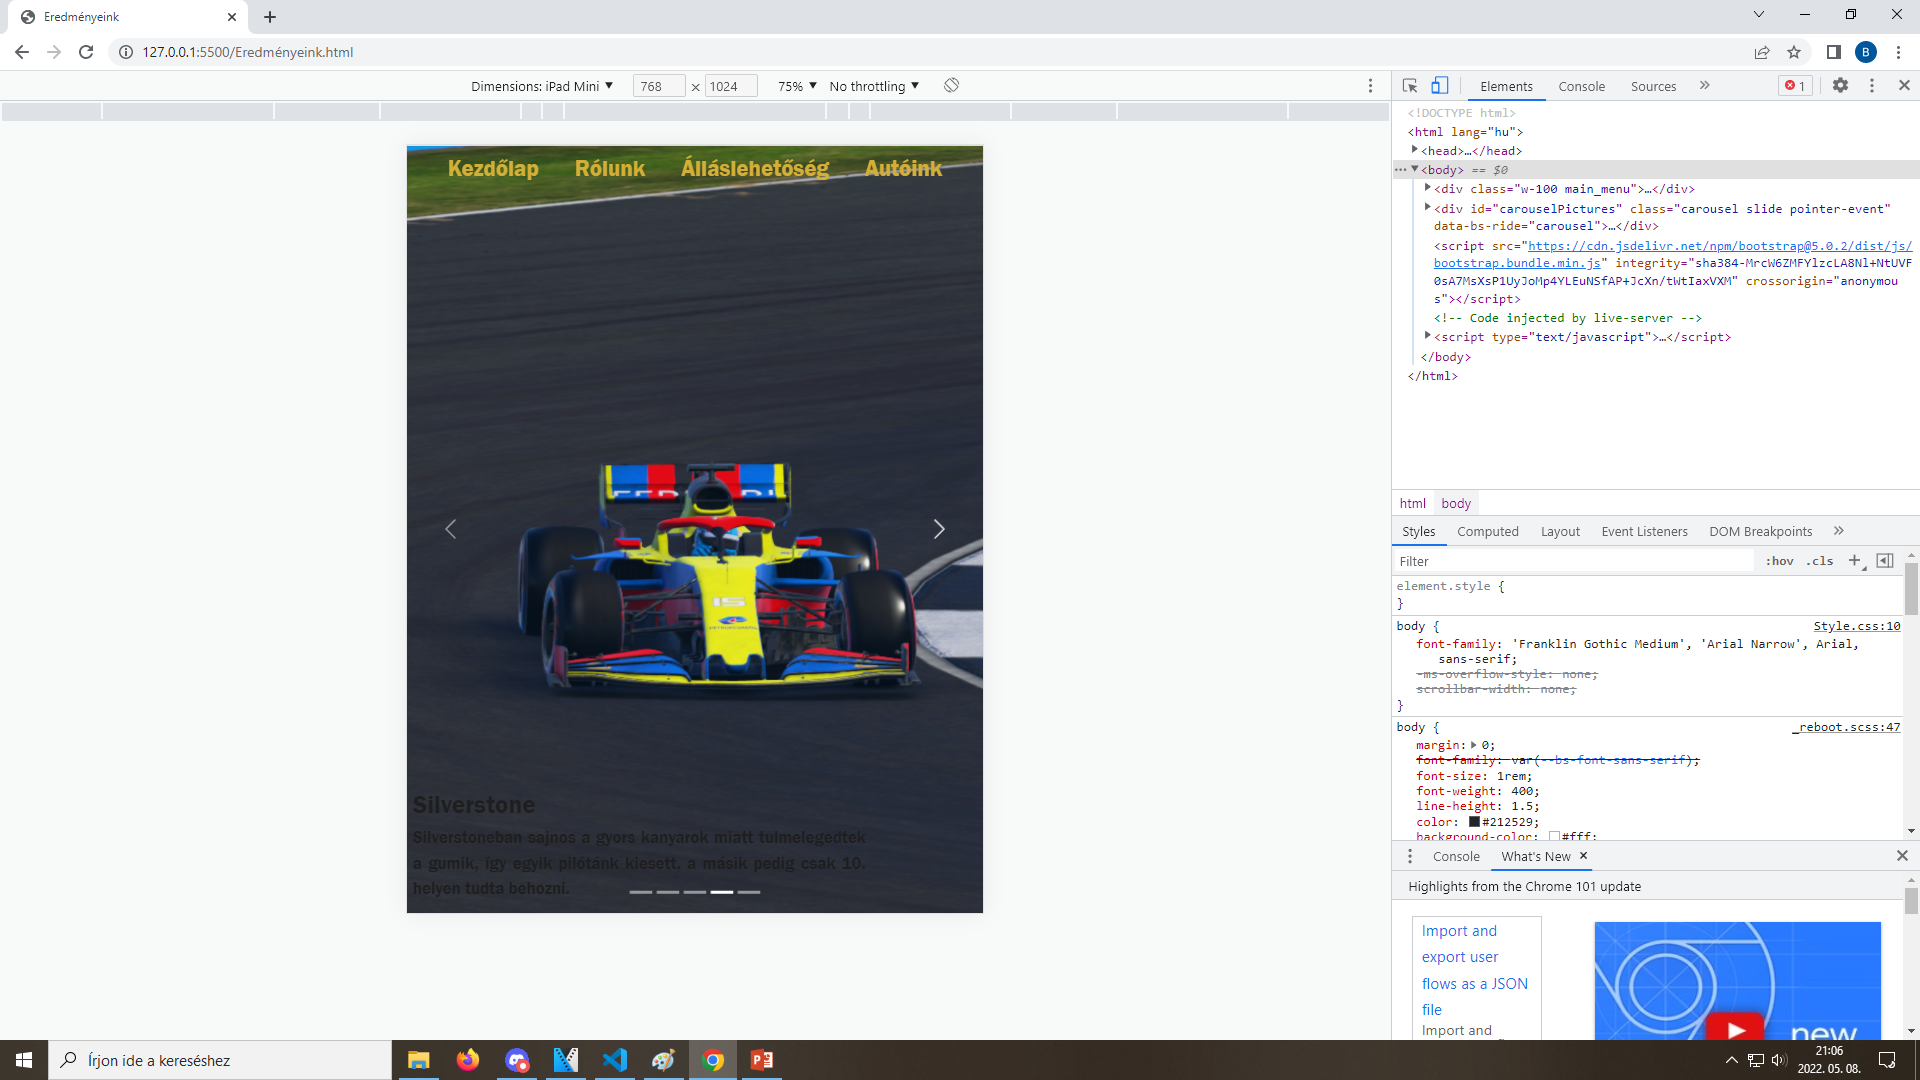 Eredményeink
127.0.0.1:5500/Eredményeink.html
B
Dimensions: iPad Mini ▼ 768 × 1024 75% ▼ No throttling ▼
Elements Console Sources » 1
Kezdőlap Rólunk Álláslehetőség Autóink
Silverstone
Silverstoneban sajnos a gyors kanyarok miatt túlmelegedtek
a gumik, így egyik pilótánk kiesett, a másik pedig csak 10.
helyen tudta behozni.
<!DOCTYPE html>
<html lang="hu">
<head>…</head>
<body> == $0
<div class="w-100 main_menu">…</div>
<div id="carouselPictures" class="carousel slide pointer-event"
data-bs-ride="carousel">…</div>
<script src="https://cdn.jsdelivr.net/npm/bootstrap@5.0.2/dist/js/
bootstrap.bundle.min.js" integrity="sha384-MrcW6ZMFYlzcLA8Nl+NtUVF
0sA7MsXsP1UyJoMp4YLEuNSfAP+JcXn/tWtIaxVXM" crossorigin="anonymou
s"></script>
<!-- Code injected by live-server -->
<script type="text/javascript">…</script>
</body>
</html>
html body
Styles Computed Layout Event Listeners DOM Breakpoints »
Filter :hov .cls +
element.style {
}
body { Style.css:10
font-family: 'Franklin Gothic Medium', 'Arial Narrow', Arial,
sans-serif;
-ms-overflow-style: none;
scrollbar-width: none;
}
body { _reboot.scss:47
margin: 0;
font-family: var(--bs-font-sans-serif);
font-size: 1rem;
font-weight: 400;
line-height: 1.5;
color: #212529;
background-color: #fff;
Console What's New ×
Highlights from the Chrome 101 update
Import and
export user
flows as a JSON
file
Import and
new
Írjon ide a kereséshez
21:06
2022. 05. 08.